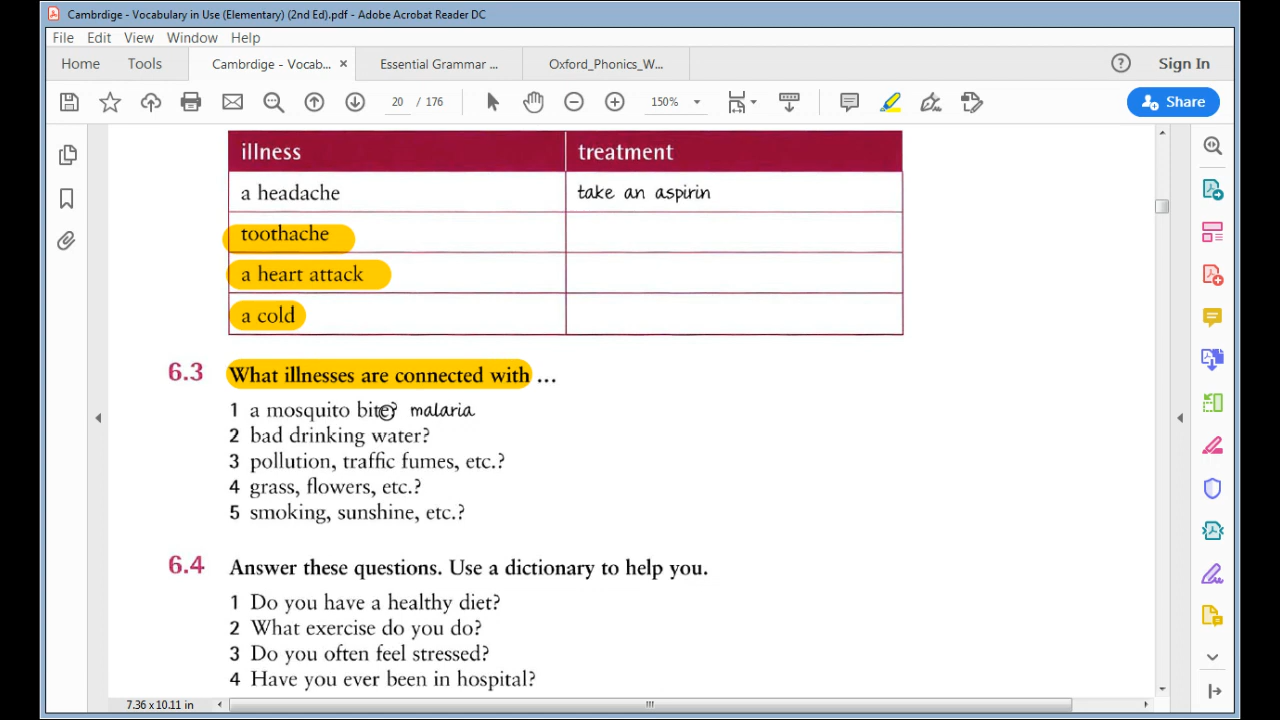 Cambrdige - Vocabulary in Use (Elementary) (2nd Ed).pdf - Adobe Acrobat Reader DC
File Edit View Window Help
Home Tools Cambrdige - Vocab... × Essential Grammar ... Oxford_Phonics_W... Sign In
20 / 176 150% Share
illness treatment
a headache take an aspirin
toothache
a heart attack
a cold
6.3 What illnesses are connected with ...
1 a mosquito bite? malaria
2 bad drinking water?
3 pollution, traffic fumes, etc.?
4 grass, flowers, etc.?
5 smoking, sunshine, etc.?
6.4 Answer these questions. Use a dictionary to help you.
1 Do you have a healthy diet?
2 What exercise do you do?
3 Do you often feel stressed?
4 Have you ever been in hospital?
7.36 x 10.11 in